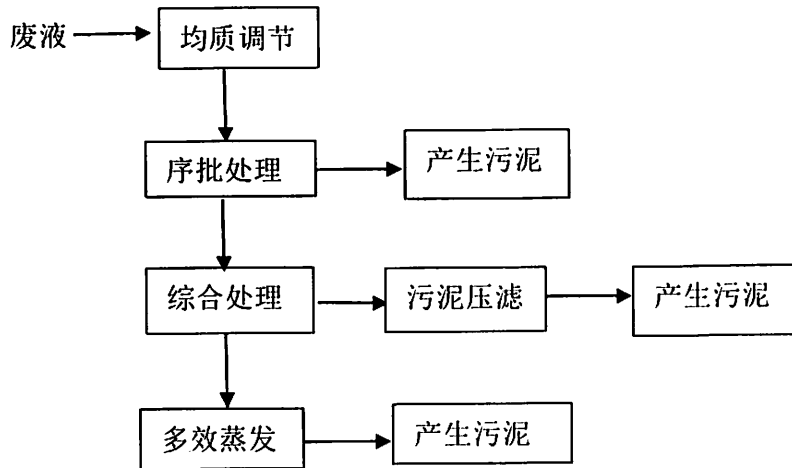 废液
均质调节
序批处理
产生污泥
综合处理
污泥压滤
产生污泥
多效蒸发
产生污泥